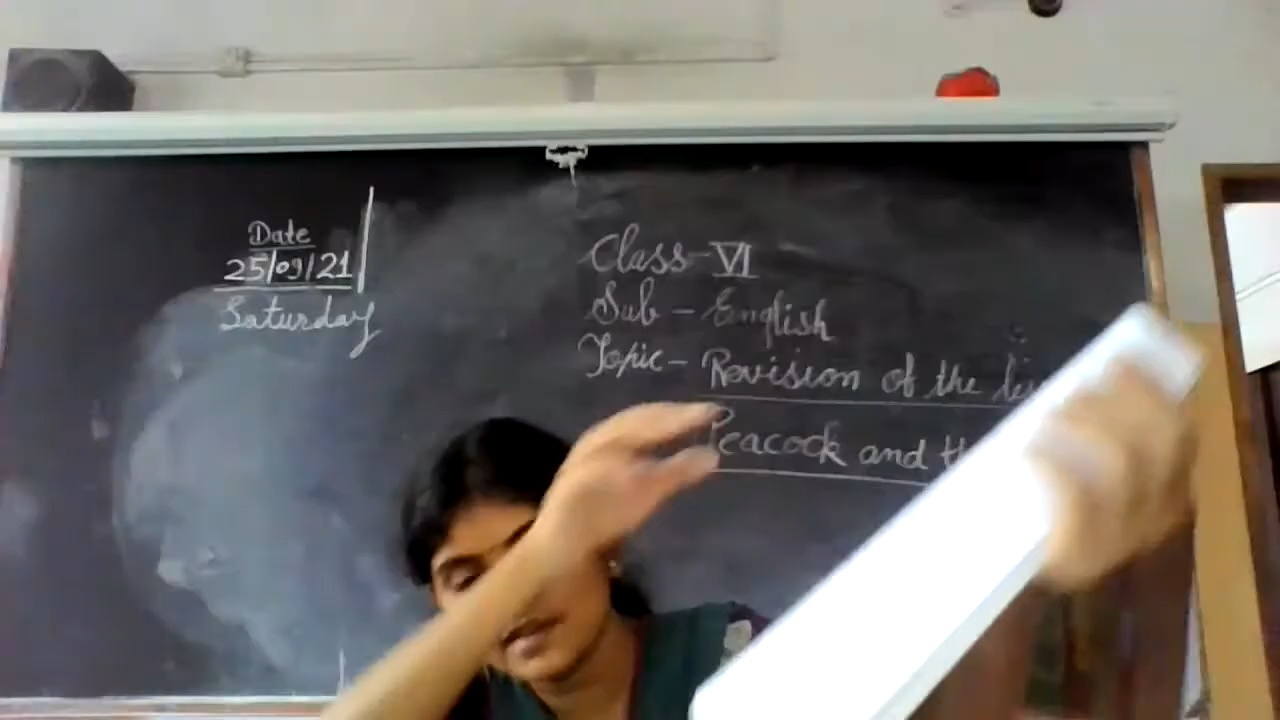 Date
25/09/21
Saturday
Class-VI
Sub - English
Topic - Revision of the
Peacock and